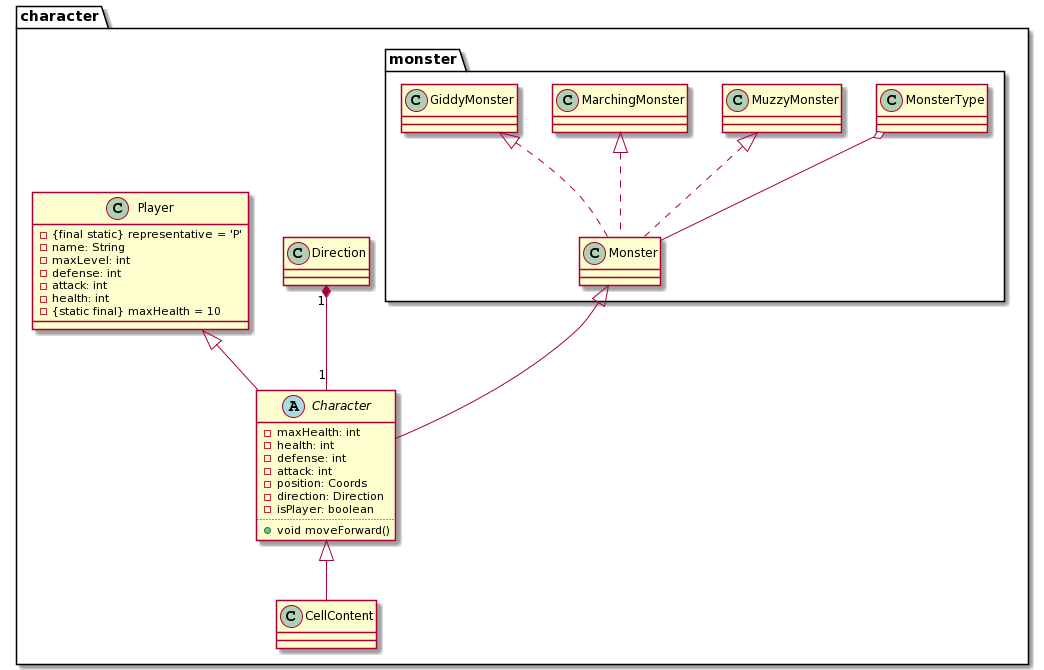 character
monster
C GiddyMonster
C MarchingMonster
C MuzzyMonster
C MonsterType
C Player
{final static} representative = 'P'
name: String
maxLevel: int
defense: int
attack: int
health: int
{static final} maxHealth = 10
C Direction
C Monster
1
1
A Character
maxHealth: int
health: int
defense: int
attack: int
position: Coords
direction: Direction
isPlayer: boolean
void moveForward()
C CellContent